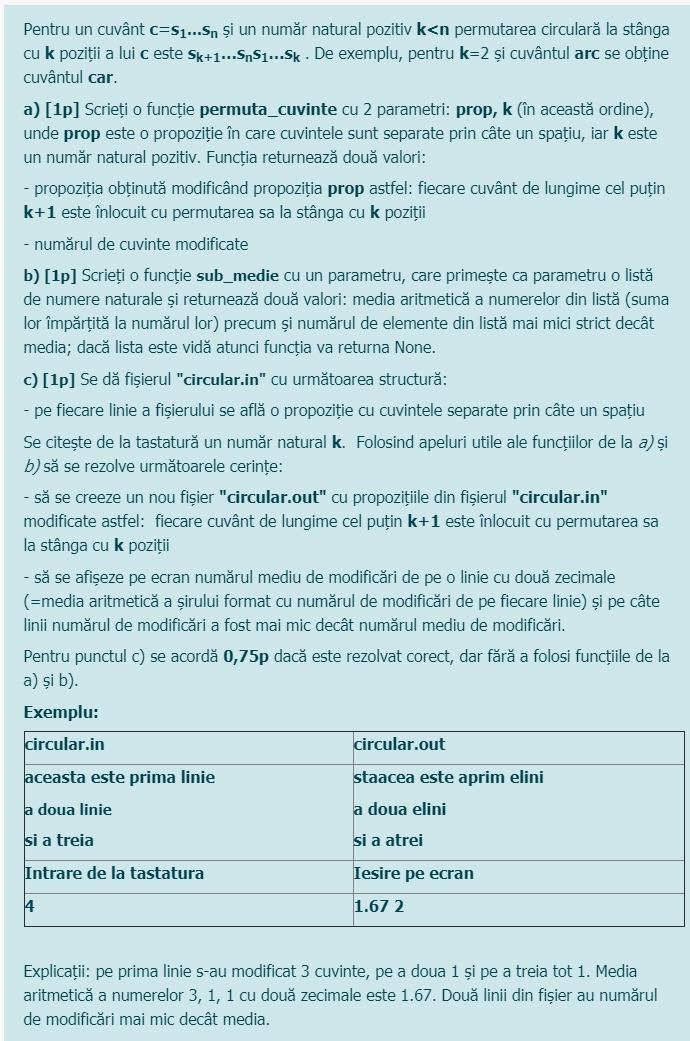 Pentru un cuvânt c=s1...sn și un număr natural pozitiv k<n permutarea circulară la stânga
cu k poziții a lui c este sk+1...sns1...sk . De exemplu, pentru k=2 și cuvântul arc se obține
cuvântul car.
a) [1p] Scrieți o funcție permuta_cuvinte cu 2 parametri: prop, k (în această ordine),
unde prop este o propoziție în care cuvintele sunt separate prin câte un spațiu, iar k este
un număr natural pozitiv. Funcția returnează două valori:
- propoziția obținută modificând propoziția prop astfel: fiecare cuvânt de lungime cel puțin
k+1 este înlocuit cu permutarea sa la stânga cu k poziții
- numărul de cuvinte modificate
b) [1p] Scrieți o funcție sub_medie cu un parametru, care primește ca parametru o listă
de numere naturale și returnează două valori: media aritmetică a numerelor din listă (suma
lor împărțită la numărul lor) precum și numărul de elemente din listă mai mici strict decât
media; dacă lista este vidă atunci funcția va returna None.
c) [1p] Se dă fișierul "circular.in" cu următoarea structură:
- pe fiecare linie a fișierului se află o propoziție cu cuvintele separate prin câte un spațiu
Se citește de la tastatură un număr natural k. Folosind apeluri utile ale funcțiilor de la a) și
b) să se rezolve următoarele cerințe:
- să se creeze un nou fișier "circular.out" cu propozițiile din fișierul "circular.in"
modificate astfel: fiecare cuvânt de lungime cel puțin k+1 este înlocuit cu permutarea sa
la stânga cu k poziții
- să se afișeze pe ecran numărul mediu de modificări de pe o linie cu două zecimale
(=media aritmetică a șirului format cu numărul de modificări de pe fiecare linie) și pe câte
linii numărul de modificări a fost mai mic decât numărul mediu de modificări.
Pentru punctul c) se acordă 0,75p dacă este rezolvat corect, dar fără a folosi funcțiile de la
a) și b).
Exemplu:
circular.in circular.out
aceasta este prima linie staacea este aprim elini
a doua linie a doua elini
si a treia si a atrei
Intrare de la tastatura Iesire pe ecran
4 1.67 2
Explicații: pe prima linie s-au modificat 3 cuvinte, pe a doua 1 și pe a treia tot 1. Media
aritmetică a numerelor 3, 1, 1 cu două zecimale este 1.67. Două linii din fișier au numărul
de modificări mai mic decât media.